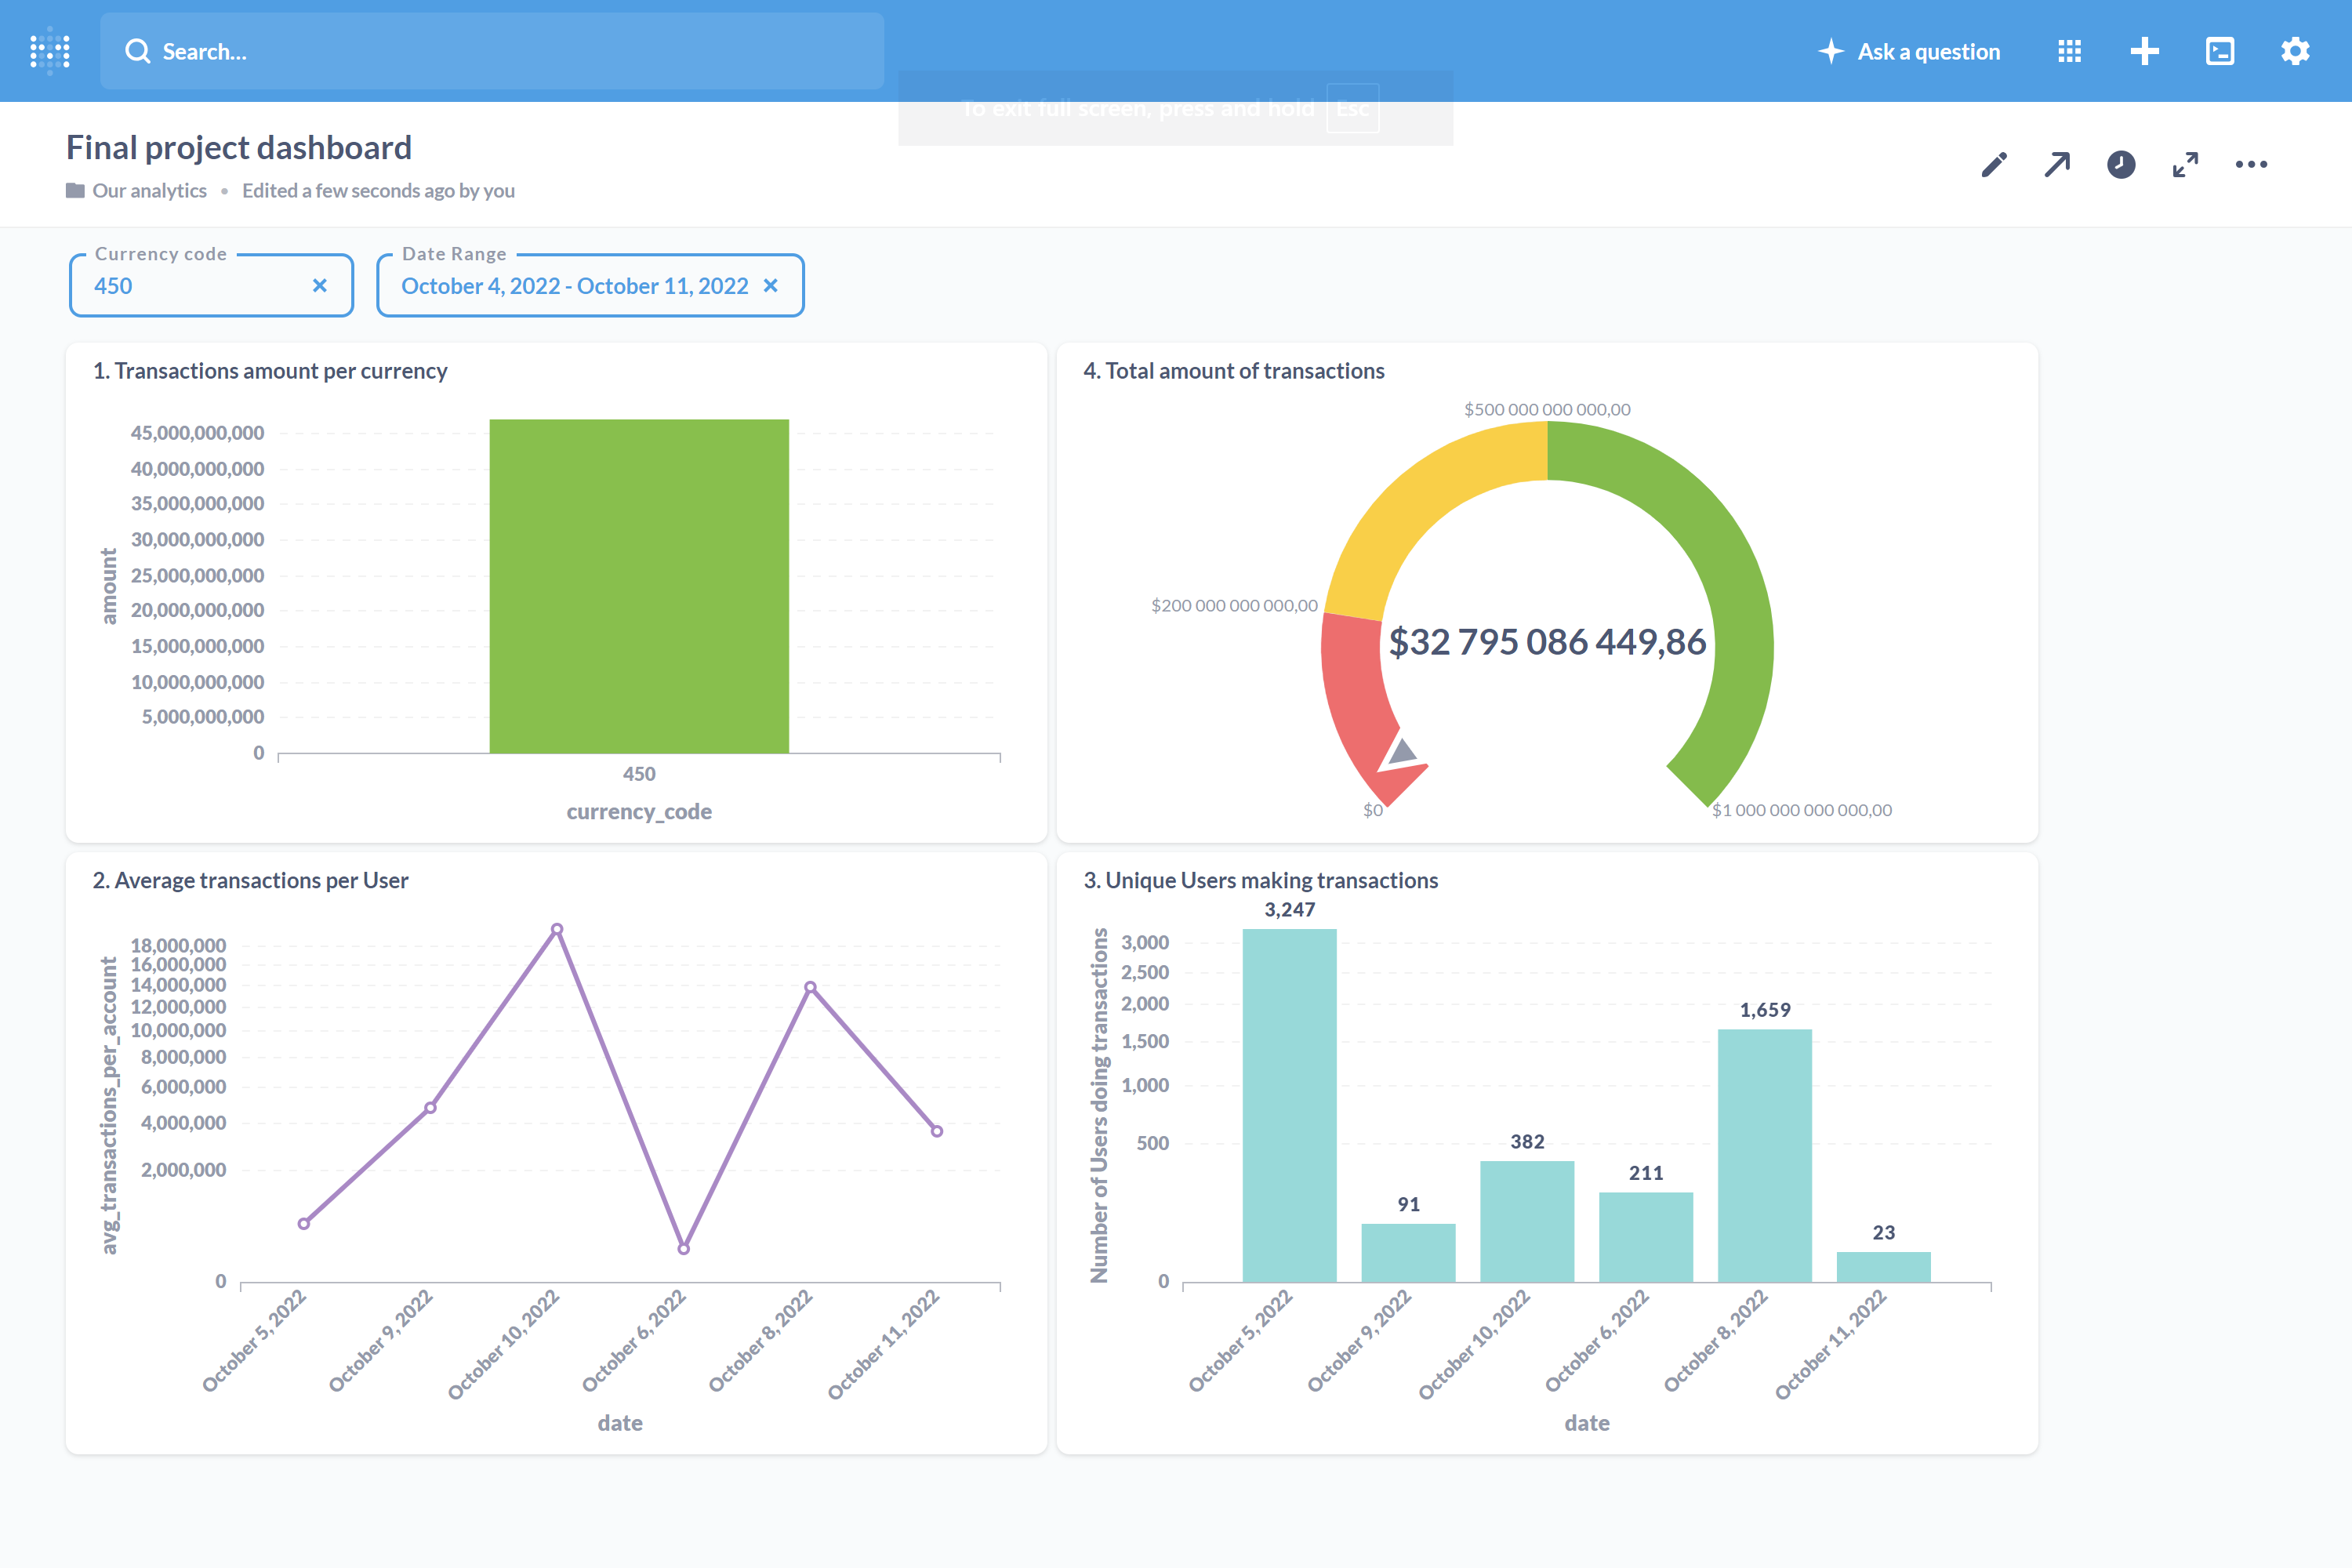 Search...
Ask a question
To exit full screen, press and hold Esc
Final project dashboard
Our analytics • Edited a few seconds ago by you
Currency code
450
Date Range
October 4, 2022 - October 11, 2022
1. Transactions amount per currency
45,000,000,000
40,000,000,000
35,000,000,000
30,000,000,000
25,000,000,000
20,000,000,000
15,000,000,000
10,000,000,000
5,000,000,000
0
amount
450
currency_code
4. Total amount of transactions
$500 000 000 000,00
$200 000 000 000,00
$32 795 086 449,86
$0
$1 000 000 000 000,00
2. Average transactions per User
18,000,000
16,000,000
14,000,000
12,000,000
10,000,000
8,000,000
6,000,000
4,000,000
2,000,000
0
avg_transactions_per_account
October 5, 2022
October 9, 2022
October 10, 2022
October 6, 2022
October 8, 2022
October 11, 2022
date
3. Unique Users making transactions
3,000
2,500
2,000
1,500
1,000
500
0
Number of Users doing transactions
3,247
91
382
211
1,659
23
October 5, 2022
October 9, 2022
October 10, 2022
October 6, 2022
October 8, 2022
October 11, 2022
date